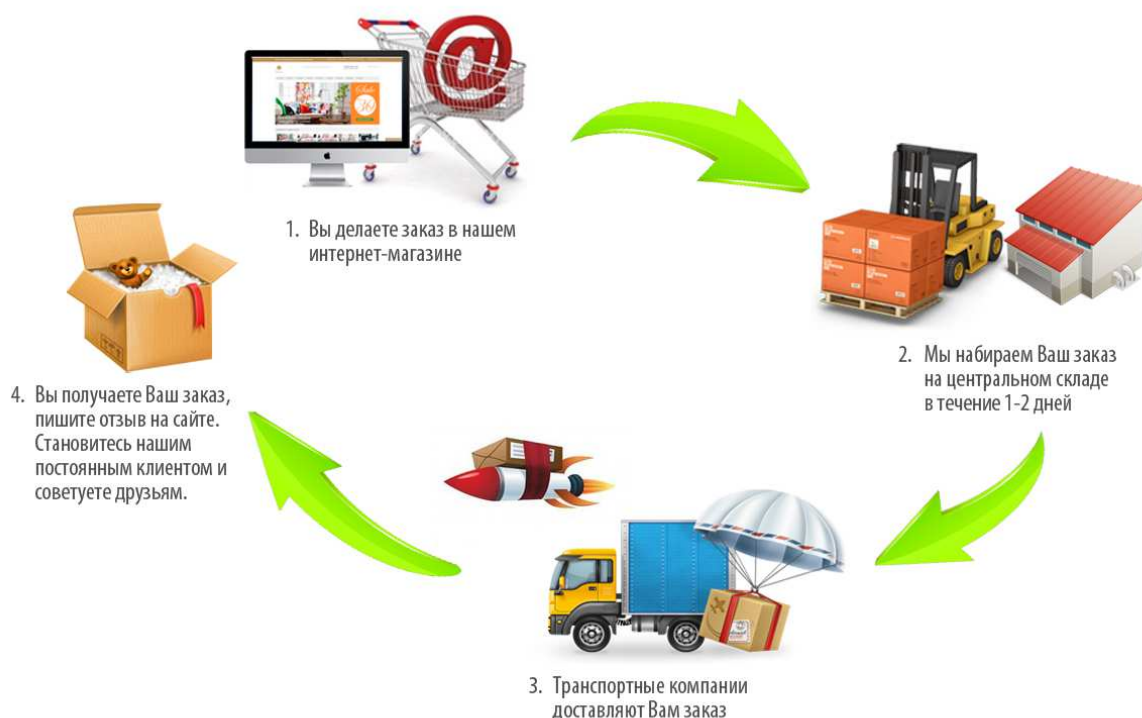 1. Вы делаете заказ в нашем
интернет-магазине
2. Мы набираем Ваш заказ
на центральном складе
в течение 1-2 дней
3. Транспортные компании
доставляют Вам заказ
4. Вы получаете Ваш заказ,
пишите отзыв на сайте.
Становитесь нашим
постоянным клиентом и
советуете друзьям.